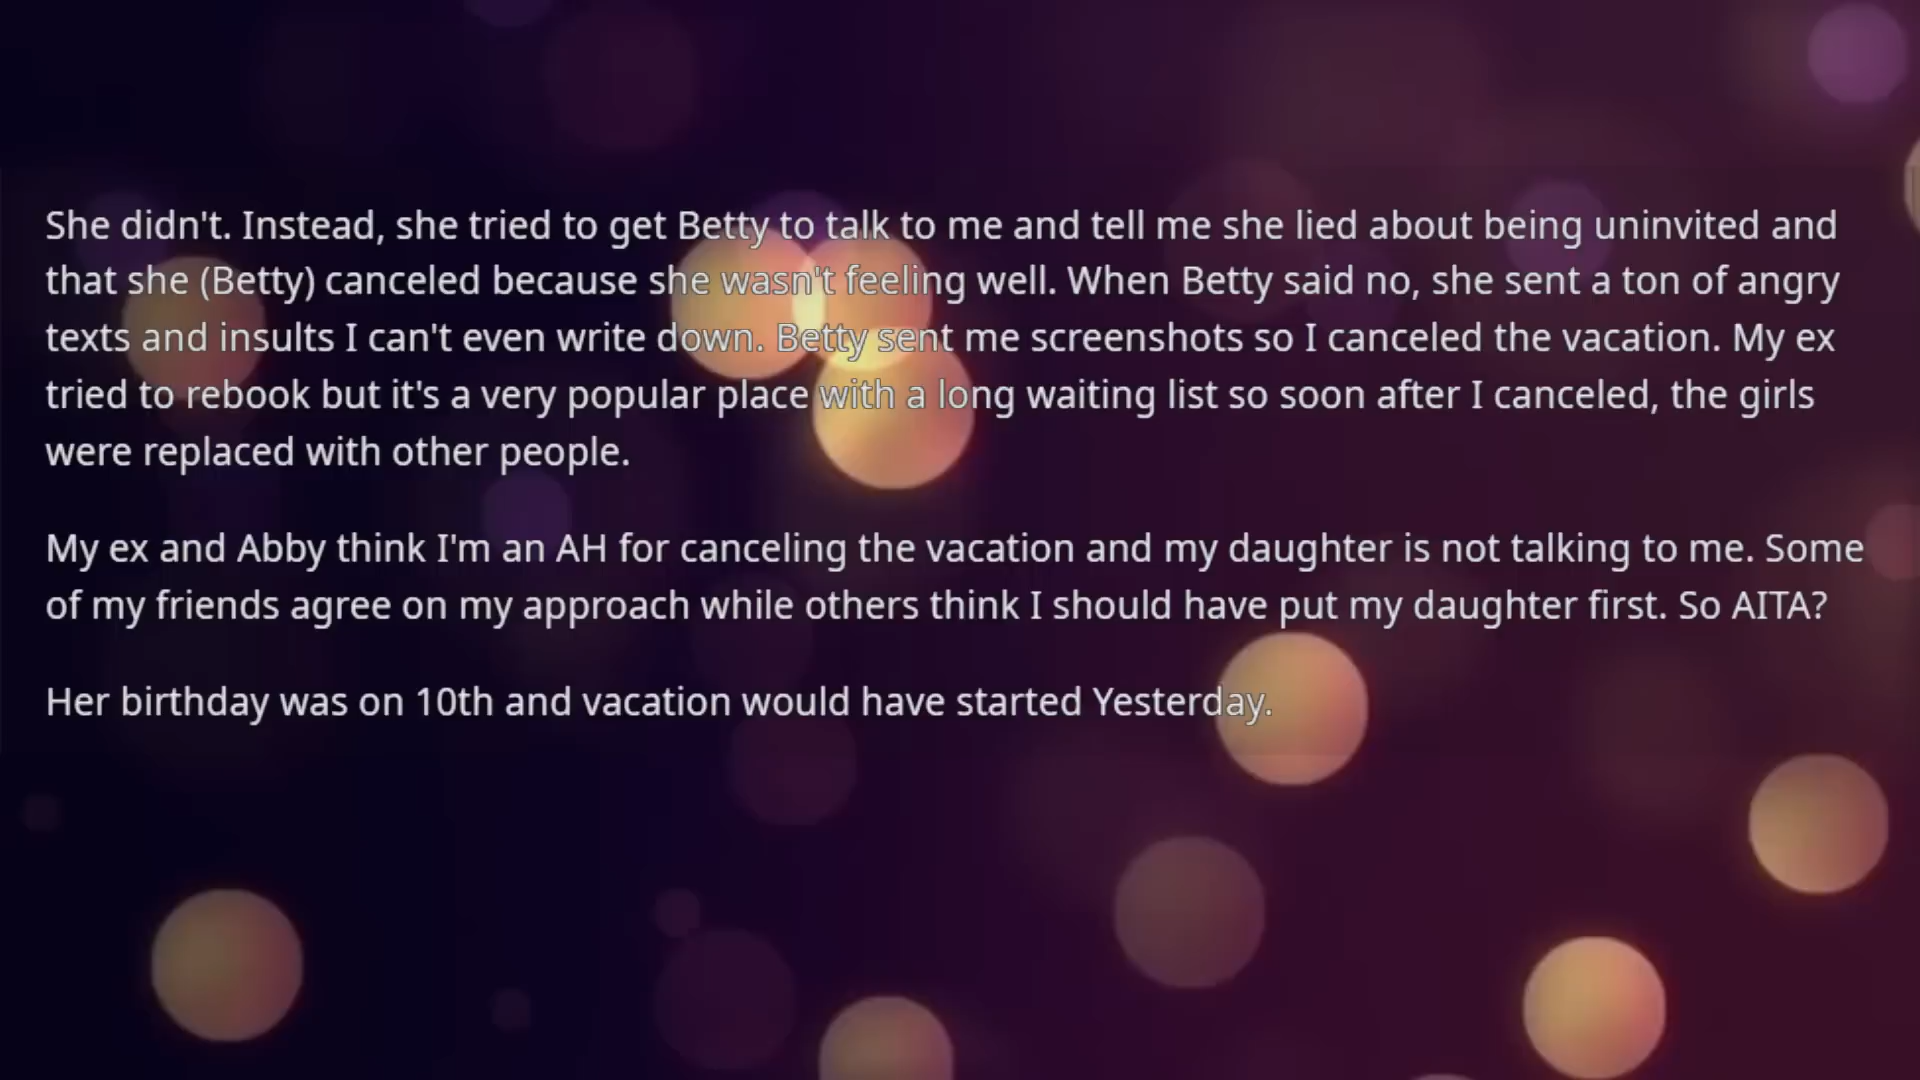 She didn't. Instead, she tried to get Betty to talk to me and tell me she lied about being uninvited and
that she (Betty) canceled because she wasn't feeling well. When Betty said no, she sent a ton of angry
texts and insults I can't even write down. Betty sent me screenshots so I canceled the vacation. My ex
tried to rebook but it's a very popular place with a long waiting list so soon after I canceled, the girls
were replaced with other people.
My ex and Abby think I'm an AH for canceling the vacation and my daughter is not talking to me. Some
of my friends agree on my approach while others think I should have put my daughter first. So AITA?
Her birthday was on 10th and vacation would have started Yesterday.